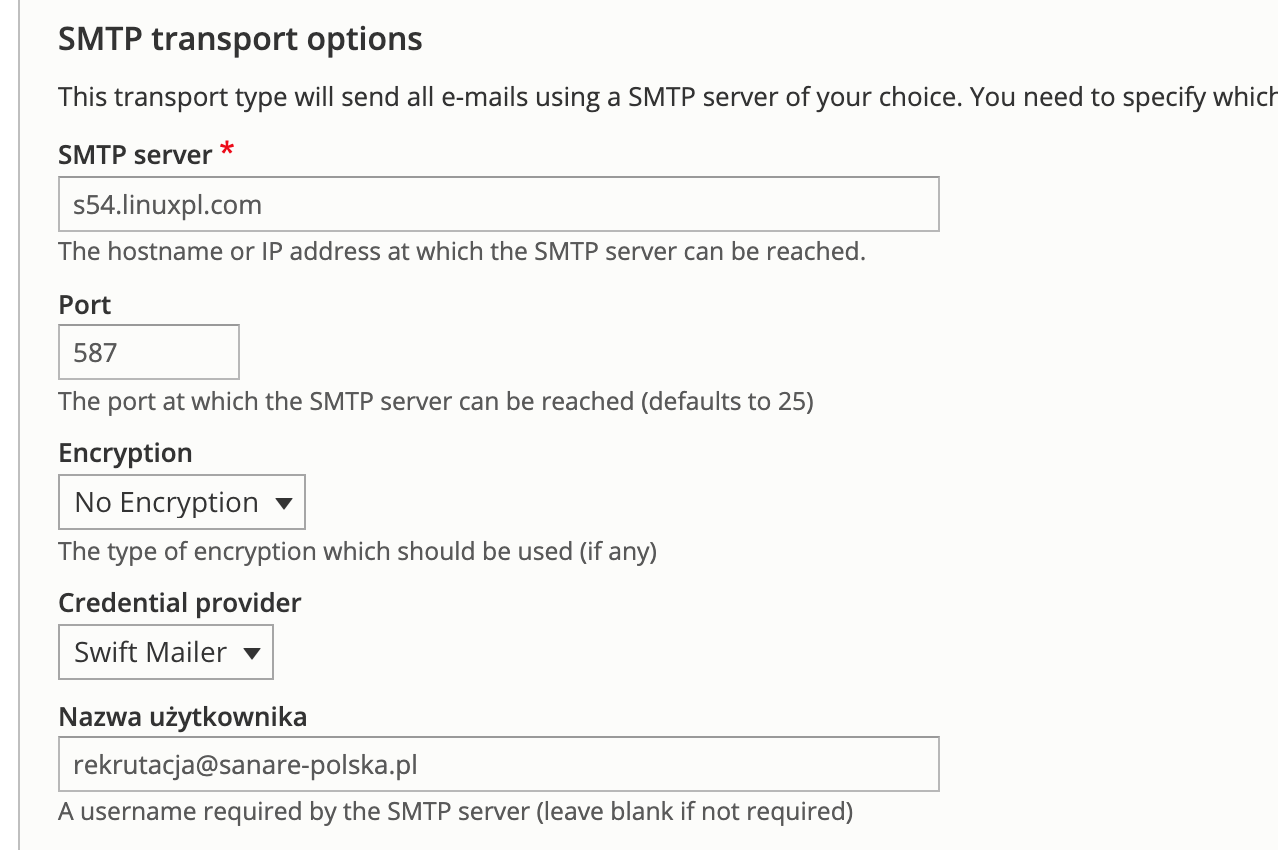 SMTP transport options
This transport type will send all e-mails using a SMTP server of your choice. You need to specify which
SMTP server *
s54.linuxpl.com
The hostname or IP address at which the SMTP server can be reached.
Port
587
The port at which the SMTP server can be reached (defaults to 25)
Encryption
No Encryption
The type of encryption which should be used (if any)
Credential provider
Swift Mailer
Nazwa użytkownika
rekrutacja@sanare-polska.pl
A username required by the SMTP server (leave blank if not required)